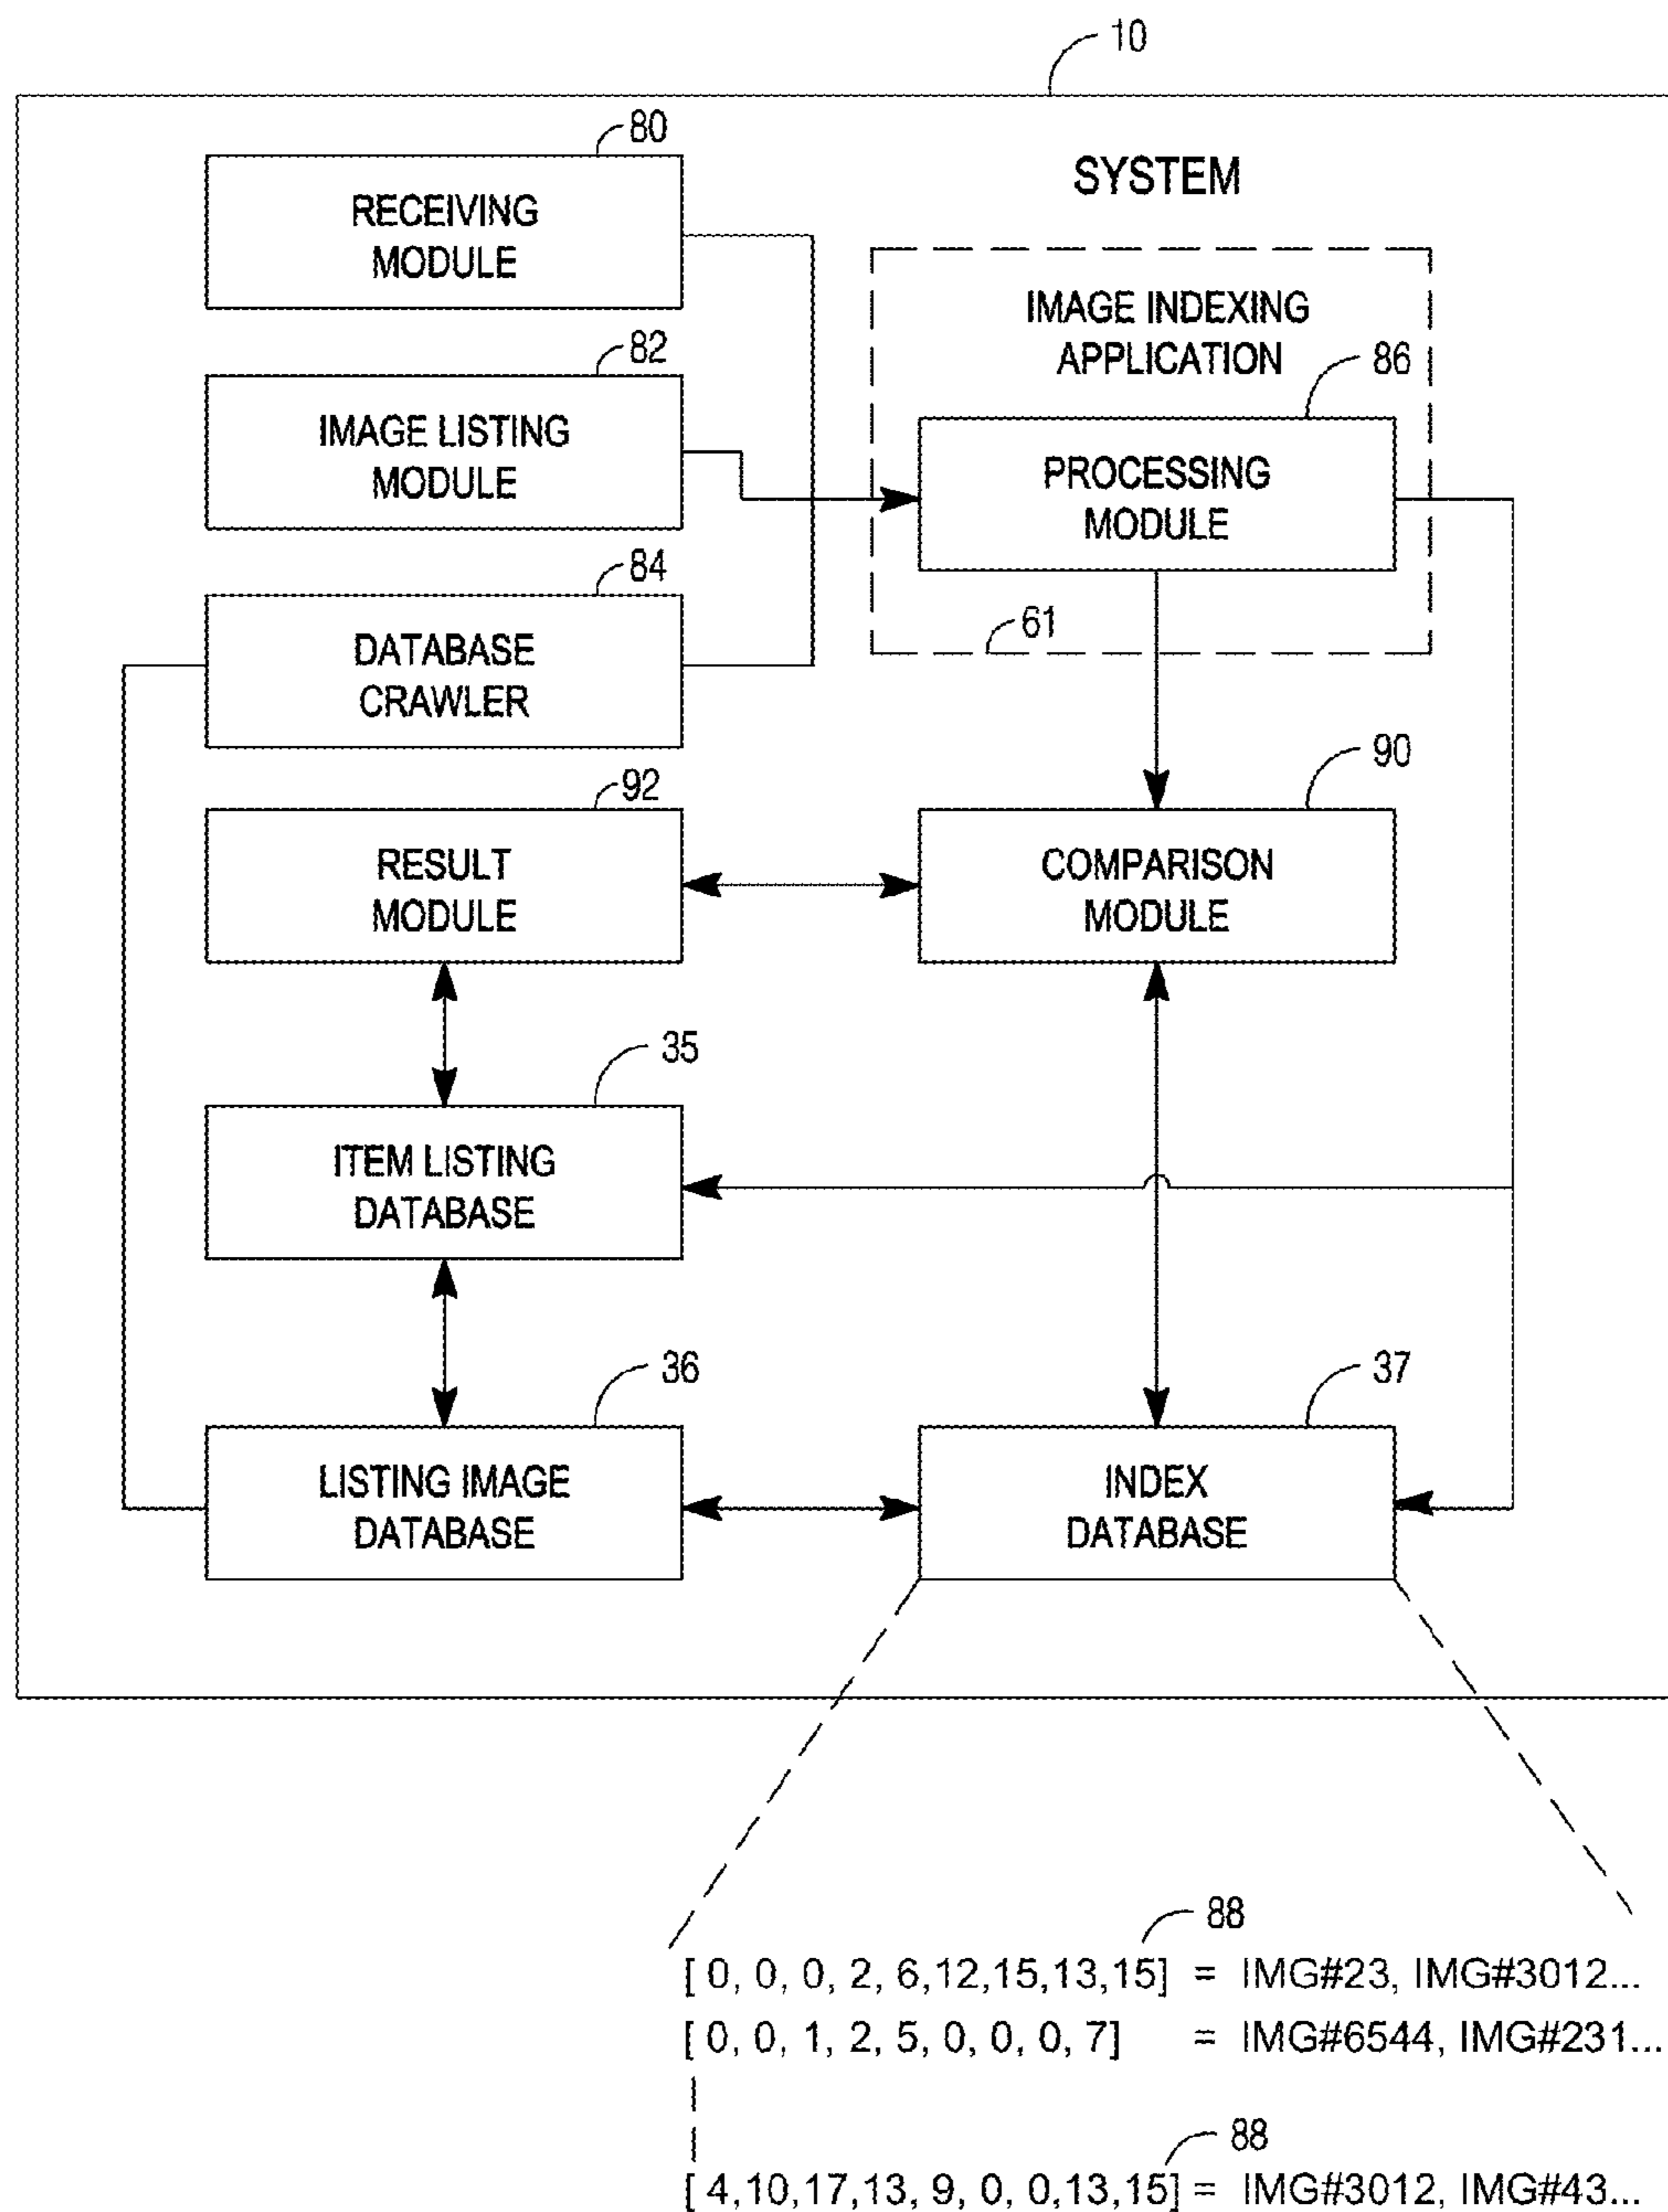 10
80
RECEIVING
MODULE
SYSTEM
82
IMAGE LISTING
MODULE
IMAGE INDEXING
APPLICATION
86
PROCESSING
MODULE
84
DATABASE
CRAWLER
61
92
RESULT
MODULE
90
COMPARISON
MODULE
35
ITEM LISTING
DATABASE
36
LISTING IMAGE
DATABASE
37
INDEX
DATABASE
88
[ 0, 0, 0, 2, 6,12,15,13,15] = IMG#23, IMG#3012...
[ 0, 0, 1, 2, 5, 0, 0, 0, 7] = IMG#6544, IMG#231...
88
[ 4,10,17,13, 9, 0, 0,13,15] = IMG#3012, IMG#43...